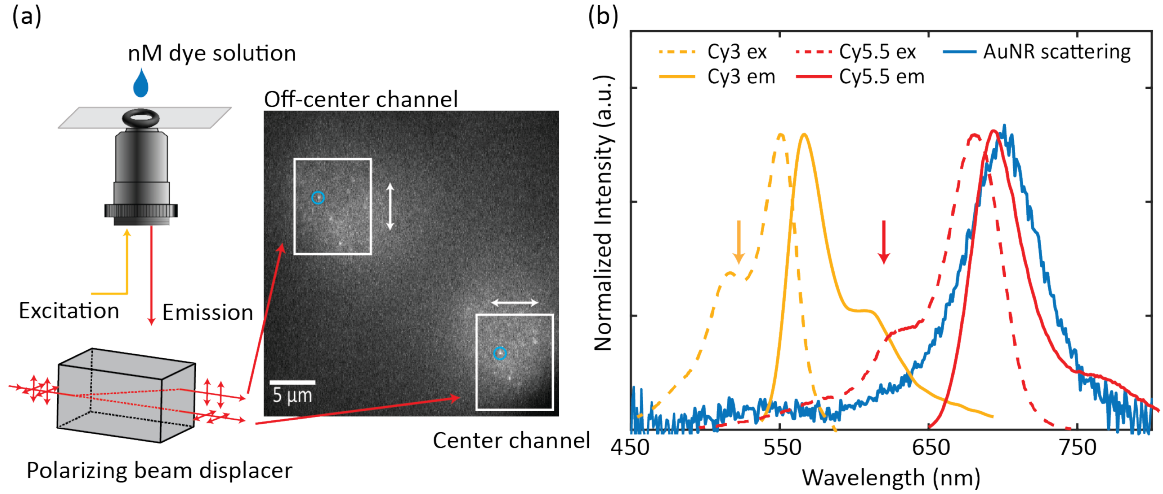 (a)
nM dye solution
Off-center channel
Excitation
Emission
5 μm
Center channel
Polarizing beam displacer
(b)
Cy3 ex
Cy5.5 ex
AuNR scattering
Cy3 em
Cy5.5 em
Normalized Intensity (a.u.)
450
550
650
750
Wavelength (nm)